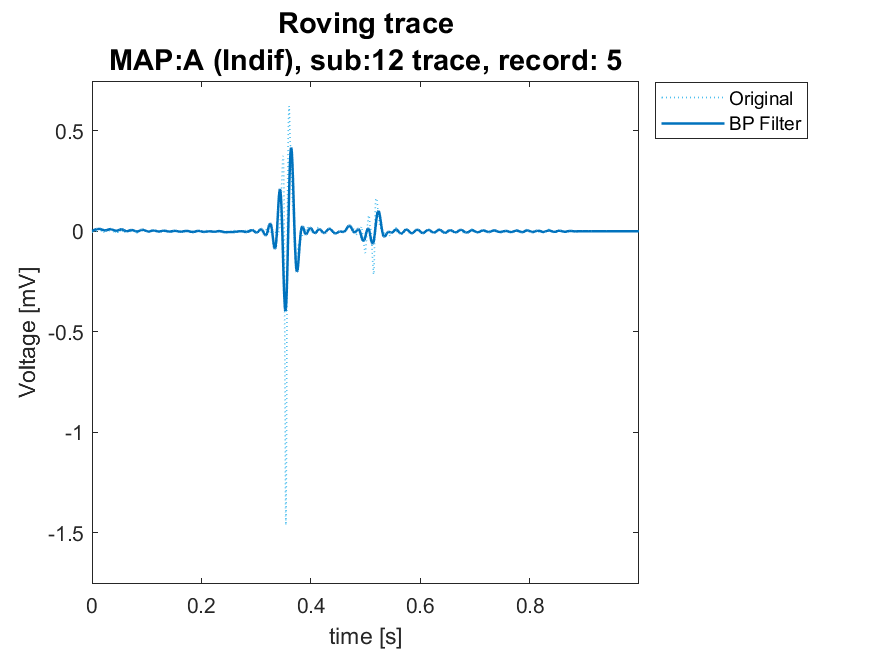 Roving trace
MAP:A (Indif), sub:12 trace, record: 5
Original
BP Filter
0.5
0
-0.5
-1
-1.5
Voltage [mV]
0
0.2
0.4
0.6
0.8
time [s]